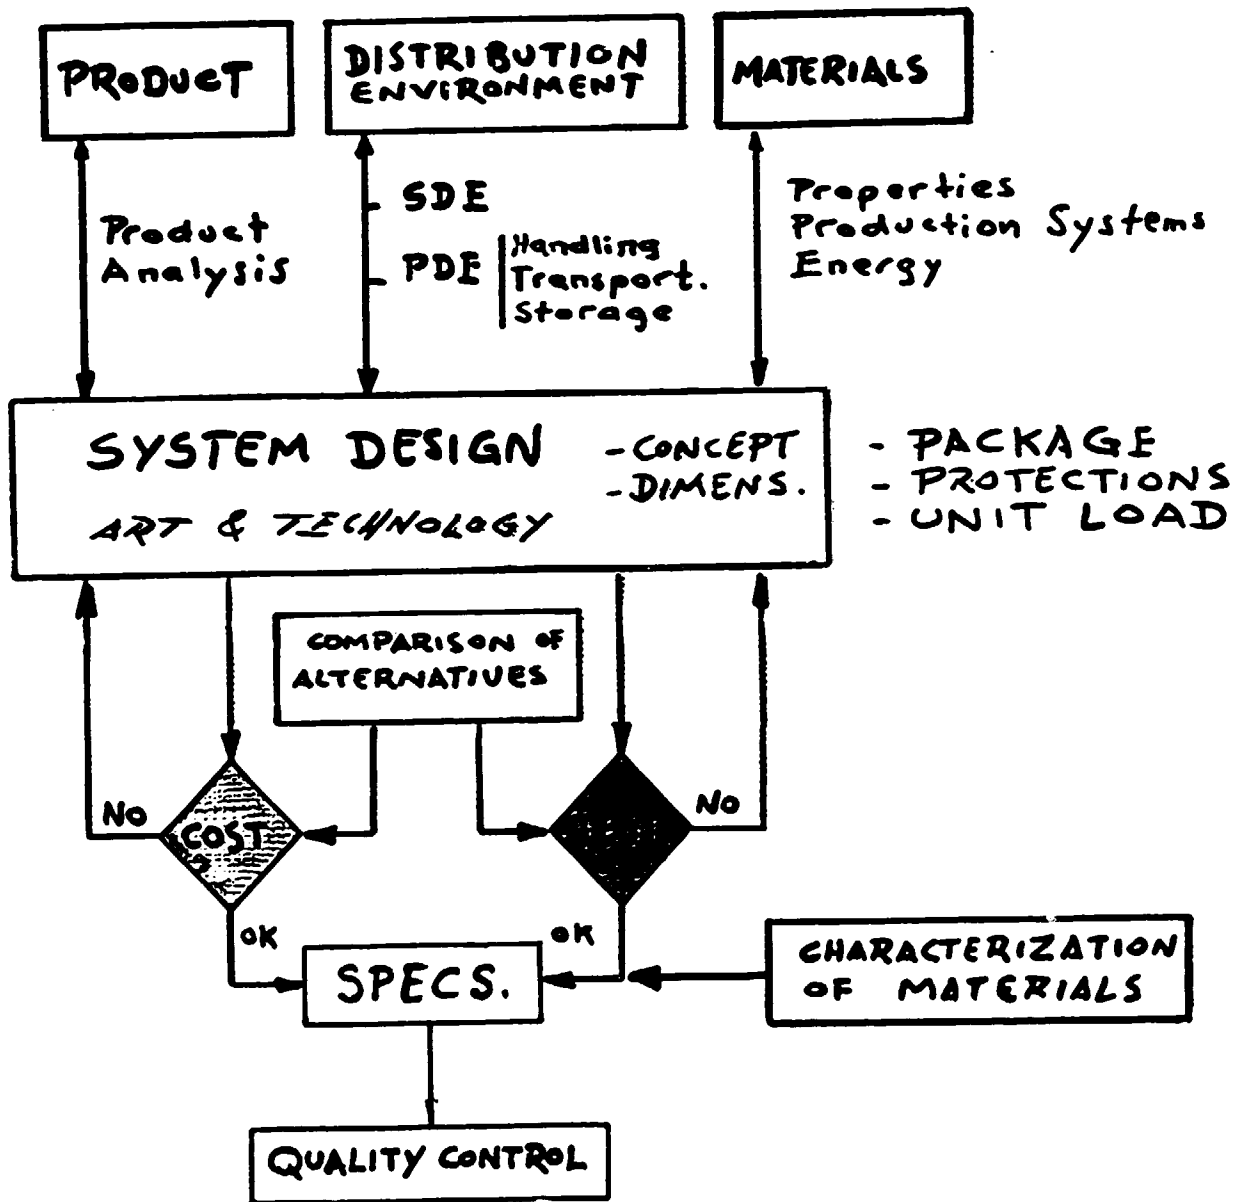 PRODUCT
DISTRIBUTION
ENVIRONMENT
MATERIALS
Product
Analysis
- SDE
- PDE
Handling
Transport.
Storage
Properties
Production Systems
Energy
SYSTEM DESIGN
ART & TECHNOLOGY
- CONCEPT
- DIMENS.
- PACKAGE
- PROTECTIONS
- UNIT LOAD
COMPARISON OF
ALTERNATIVES
NO
COST
NO
OK
OK
SPECS.
CHARACTERIZATION
OF MATERIALS
QUALITY CONTROL